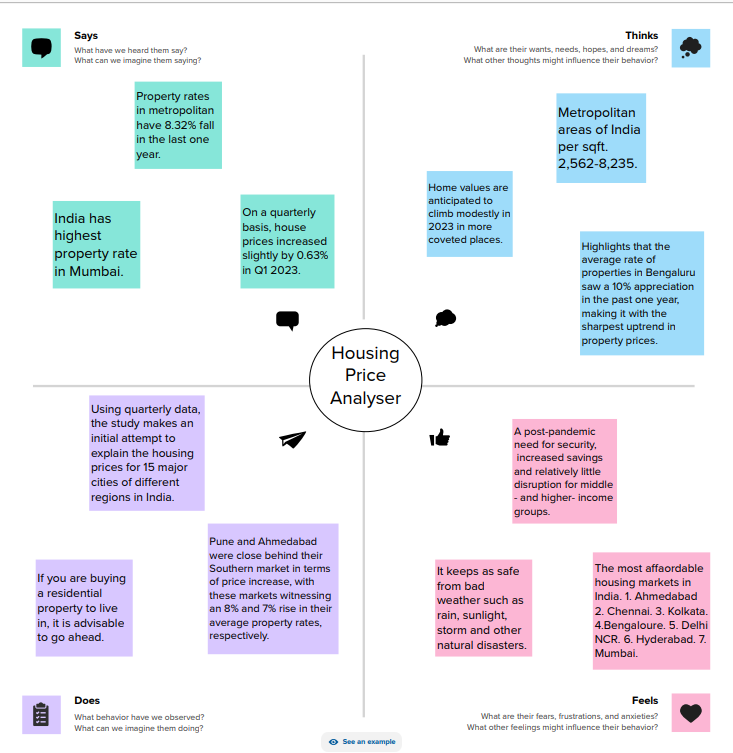 Says
What have we heard them say?
What can we imagine them saying?
Thinks
What are their wants, needs, hopes, and dreams?
What other thoughts might influence their behavior?
Property rates
in metropolitan
have 8.32% fall
in the last one
year.
India has
highest
property rate
in Mumbai.
On a quarterly
basis, house
prices increased
slightly by 0.63%
in Q1 2023.
Metropolitan
areas of India
per sqft.
2,562-8,235.
Home values are
anticipated to
climb modestly in
2023 in more
coveted places.
Highlights that the
average rate of
properties in Bengaluru
saw a 10% appreciation
in the past one year,
making it with the
sharpest uptrend in
property prices.
Housing
Price
Analyser
Using quarterly data,
the study makes an
initial attempt to
explain the housing
prices for 15 major
cities of different
regions in India.
If you are buying
a residential
property to live
in, it is advisable
to go ahead.
Pune and Ahmedabad
were close behind their
Southern market in terms
of price increase, with
these markets witnessing
an 8% and 7% rise in their
average property rates,
respectively.
A post-pandemic
need for security,
increased savings
and relatively little
disruption for middle
- and higher- income
groups.
It keeps as safe
from bad
weather such as
rain, sunlight,
storm and other
natural disasters.
The most affaordable
housing markets in
India. 1. Ahmedabad
2. Chennai. 3. Kolkata.
4.Bengaloure. 5. Delhi
NCR. 6. Hyderabad. 7.
Mumbai.
Does
What behavior have we observed?
What can we imagine them doing?
Feels
What are their fears, frustrations, and anxieties?
What other feelings might influence their behavior?
See an example